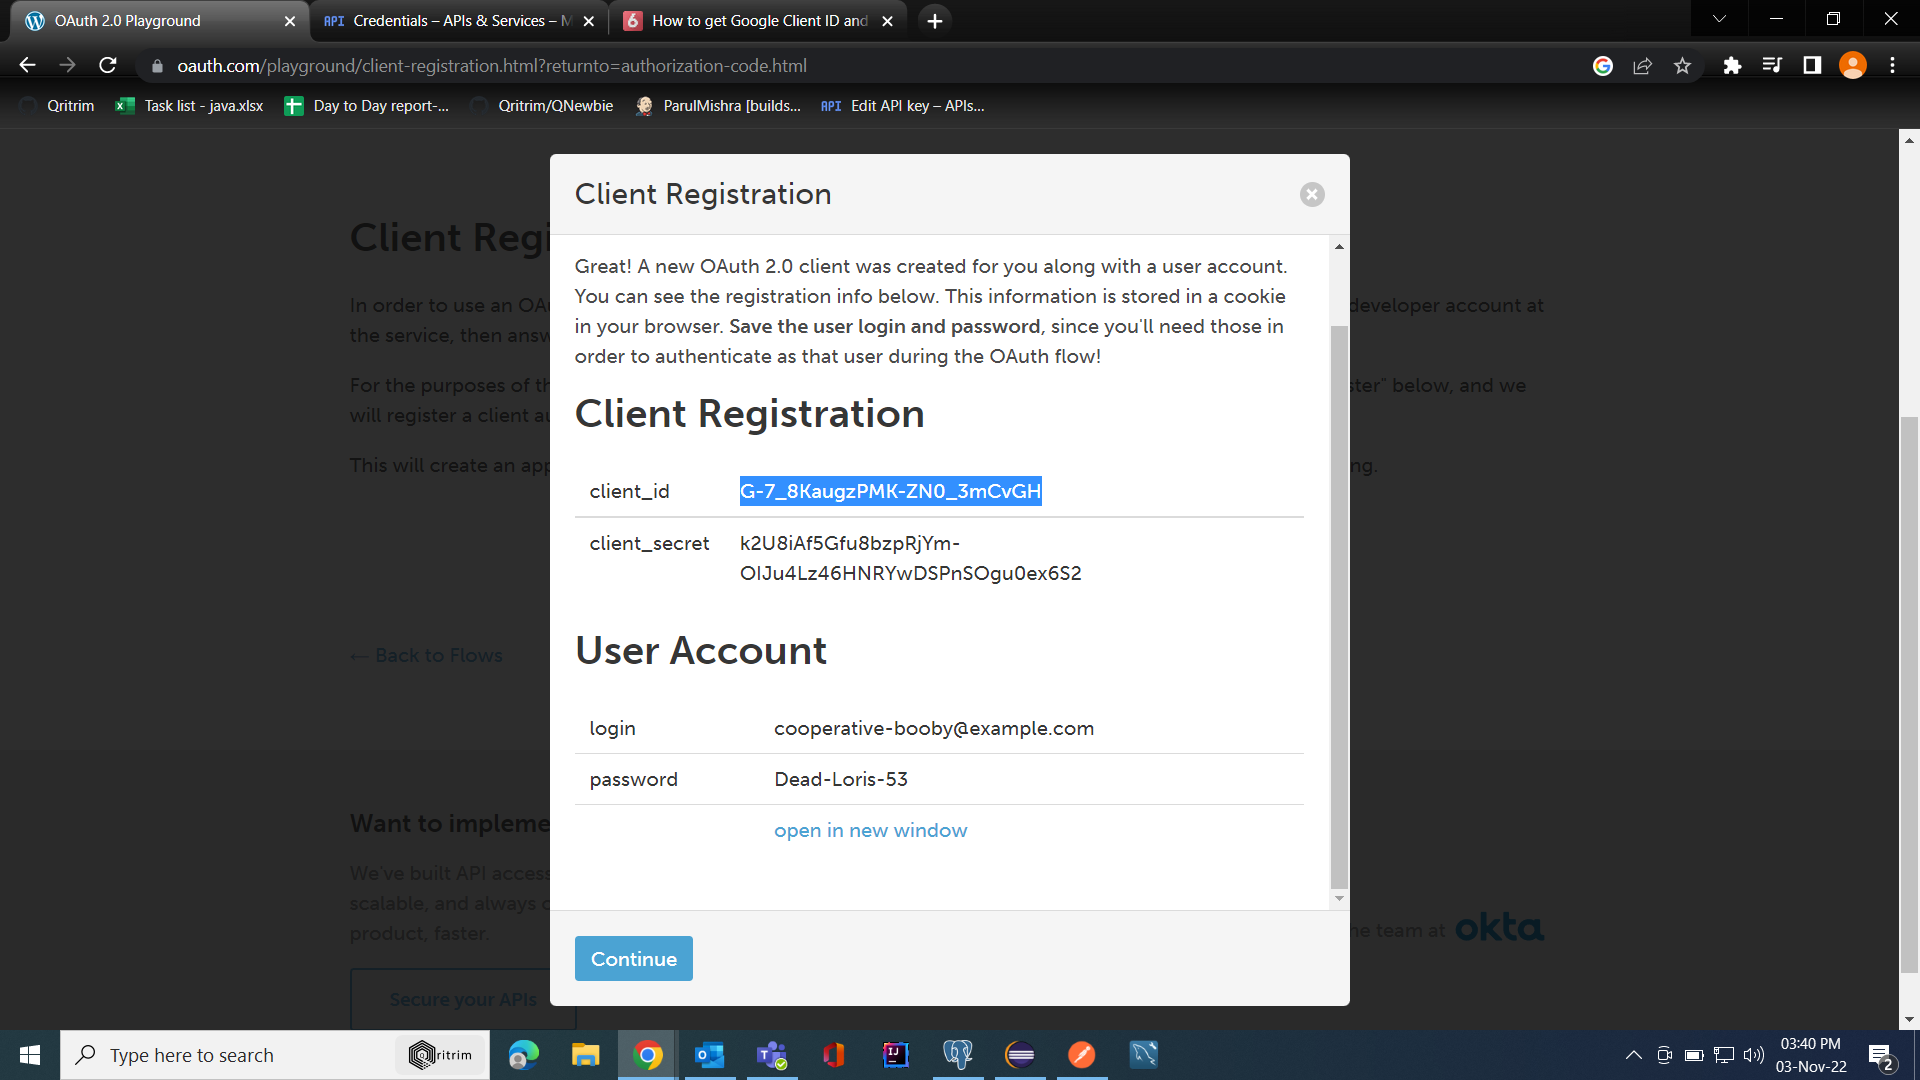 OAuth 2.0 Playground
API Credentials – APIs & Services – M
6 How to get Google Client ID and
oauth.com/playground/client-registration.html?returnto=authorization-code.html
Qritrim
Task list - java.xlsx
Day to Day report-...
Qritrim/QNewbie
ParulMishra [builds...
API Edit API key – APIs...
Client Registration
Client Regi
In order to use an OA
developer account at
the service, then answ
For the purposes of th
ster" below, and we
will register a client au
This will create an app
ng.
Great! A new OAuth 2.0 client was created for you along with a user account.
You can see the registration info below. This information is stored in a cookie
in your browser. Save the user login and password, since you'll need those in
order to authenticate as that user during the OAuth flow!
Client Registration
client_id G-7_8KaugzPMK-ZN0_3mCvGH
client_secret k2U8iAf5Gfu8bzpRjYm-
OIJu4Lz46HNRYwDSPnSOgu0ex6S2
User Account
← Back to Flows
login cooperative-booby@example.com
password Dead-Loris-53
open in new window
Want to impleme
We've built API access
scalable, and always o
product, faster.
he team at okta
Continue
Secure your APIs
Type here to search
Qritrim
03:40 PM
03-Nov-22
2